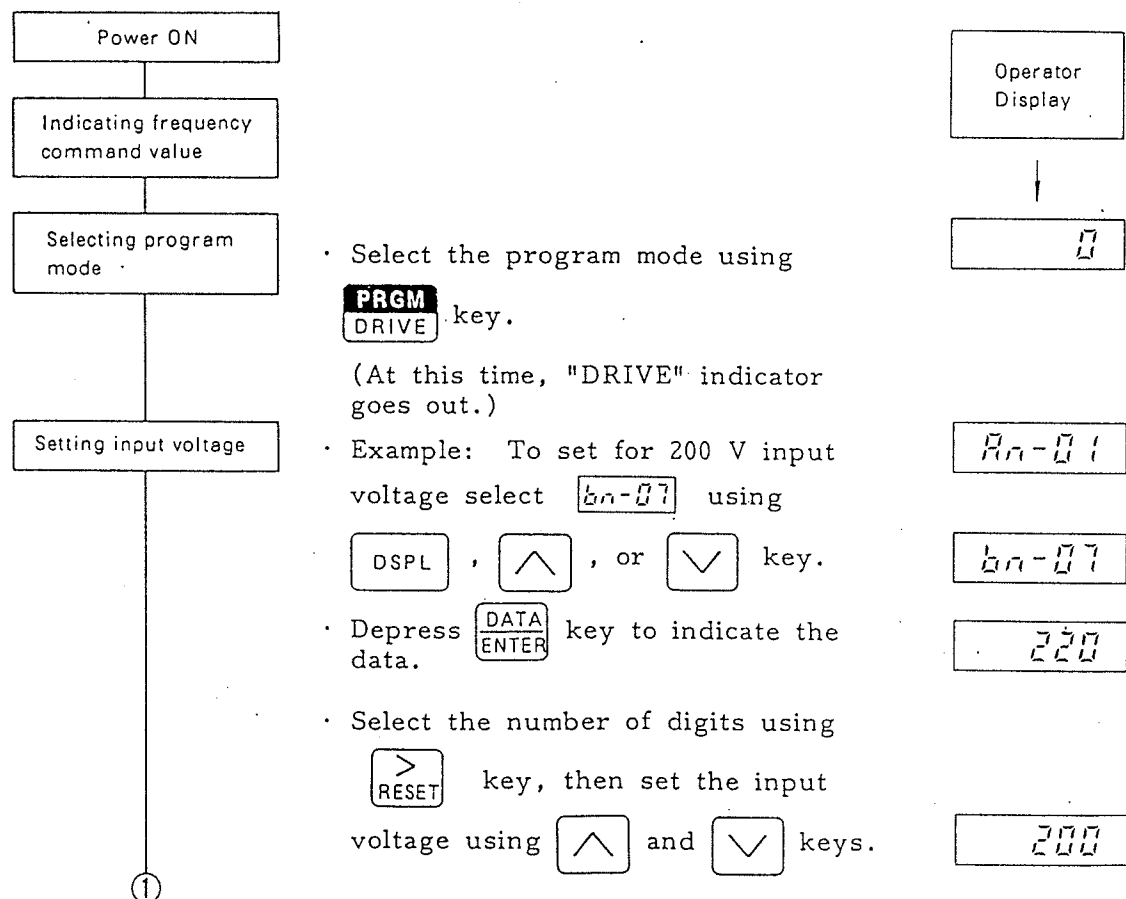 Power ON
Operator
Display
Indicating frequency
command value
Selecting program
mode
· Select the program mode using
0
PRGM
DRIVE key.
(At this time, "DRIVE" indicator
goes out.)
Setting input voltage
· Example: To set for 200 V input
An-01
voltage select bn-07 using
DSPL , ∧ , or ∨ key.
bn-07
· Depress DATA
ENTER key to indicate the
data.
220
· Select the number of digits using
>
RESET key, then set the input
voltage using ∧ and ∨ keys.
200
①